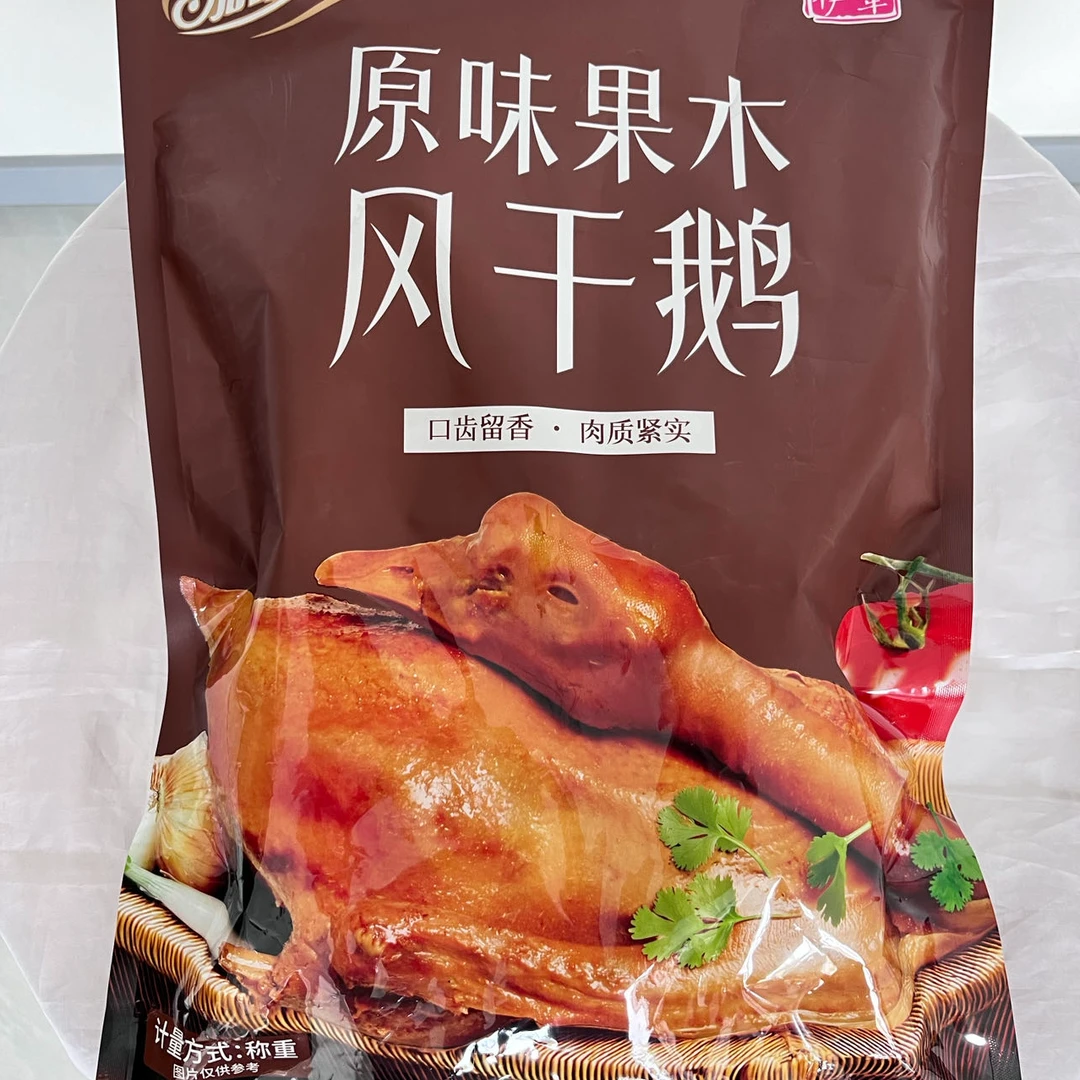 原味果木
风干鹅
口齿留香 · 肉质紧实
计量方式:称重
图片仅供参考